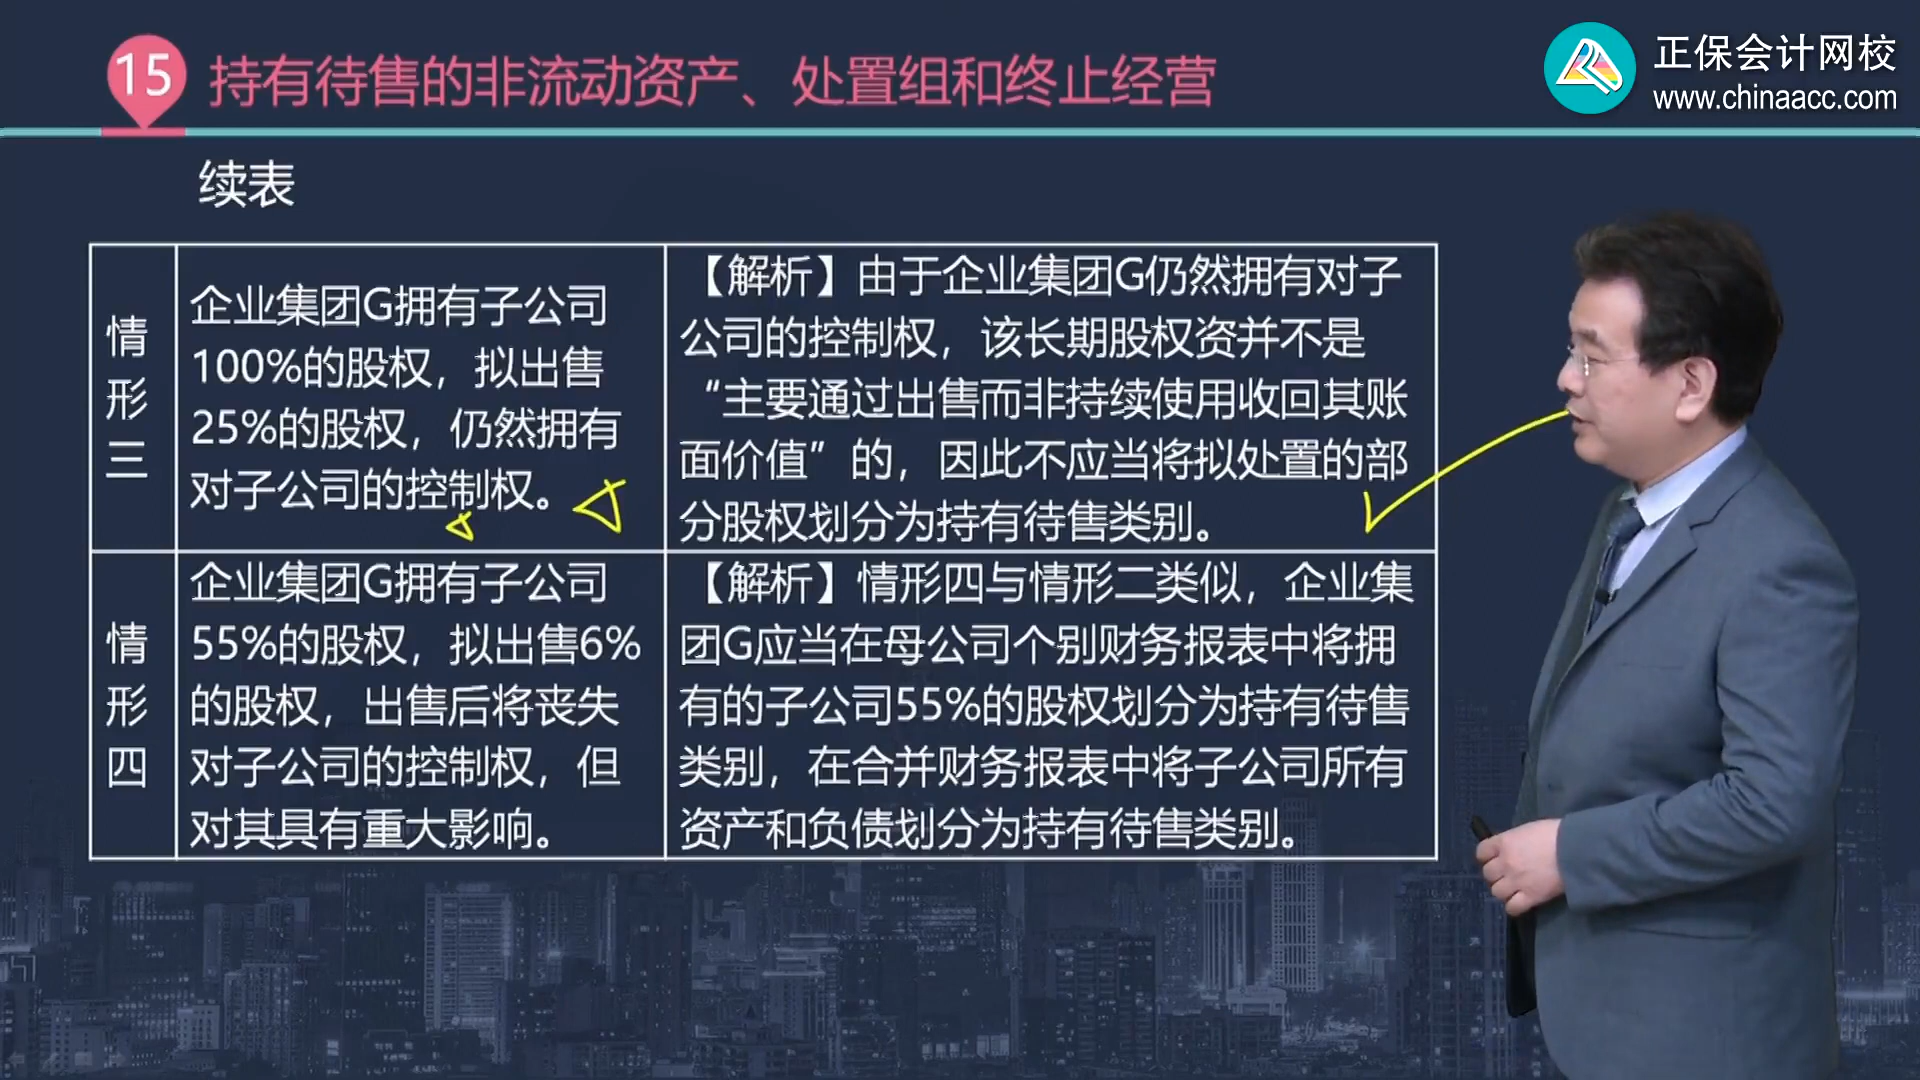 15 持有待售的非流动资产、处置组和终止经营
正保会计网校
www.chinaacc.com
续表
情形三
企业集团G拥有子公司
100%的股权，拟出售
25%的股权，仍然拥有
对子公司的控制权。
【解析】由于企业集团G仍然拥有对子
公司的控制权，该长期股权资并不是
“主要通过出售而非持续使用收回其账
面价值”的，因此不应当将拟处置的部
分股权划分为持有待售类别。
情形四
企业集团G拥有子公司
55%的股权，拟出售6%
的股权，出售后将丧失
对子公司的控制权，但
对其具有重大影响。
【解析】情形四与情形二类似，企业集
团G应当在母公司个别财务报表中将拥
有的子公司55%的股权划分为持有待售
类别，在合并财务报表中将子公司所有
资产和负债划分为持有待售类别。